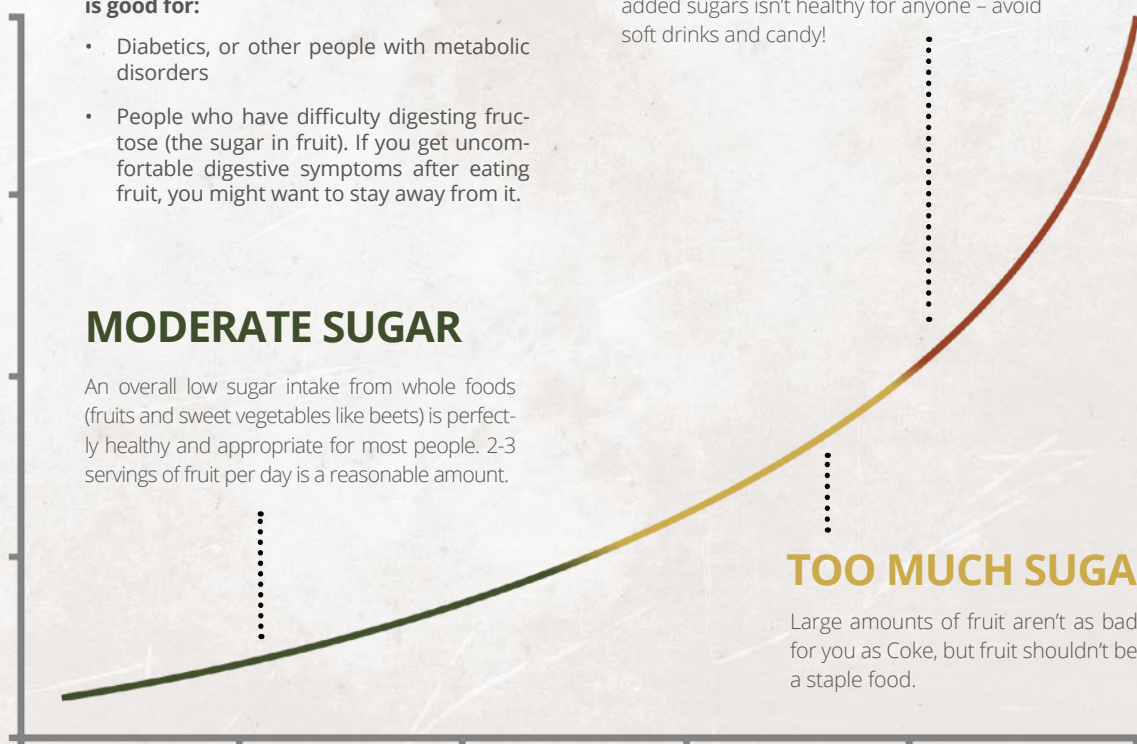 is good for:
• Diabetics, or other people with metabolic
disorders
• People who have difficulty digesting fruc-
tose (the sugar in fruit). If you get uncom-
fortable digestive symptoms after eating
fruit, you might want to stay away from it.
added sugars isn't healthy for anyone – avoid
soft drinks and candy!
MODERATE SUGAR
An overall low sugar intake from whole foods
(fruits and sweet vegetables like beets) is perfect-
ly healthy and appropriate for most people. 2-3
servings of fruit per day is a reasonable amount.
TOO MUCH SUGA
Large amounts of fruit aren't as bad
for you as Coke, but fruit shouldn't be
a staple food.